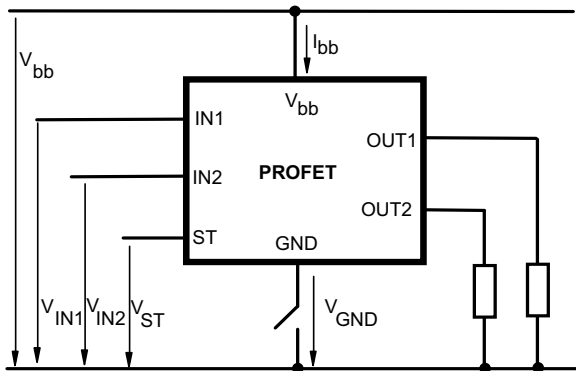 V_bb
I_bb
V_bb
IN1
OUT1
IN2
PROFET
OUT2
ST
GND
V_IN1
V_IN2
V_ST
V_GND